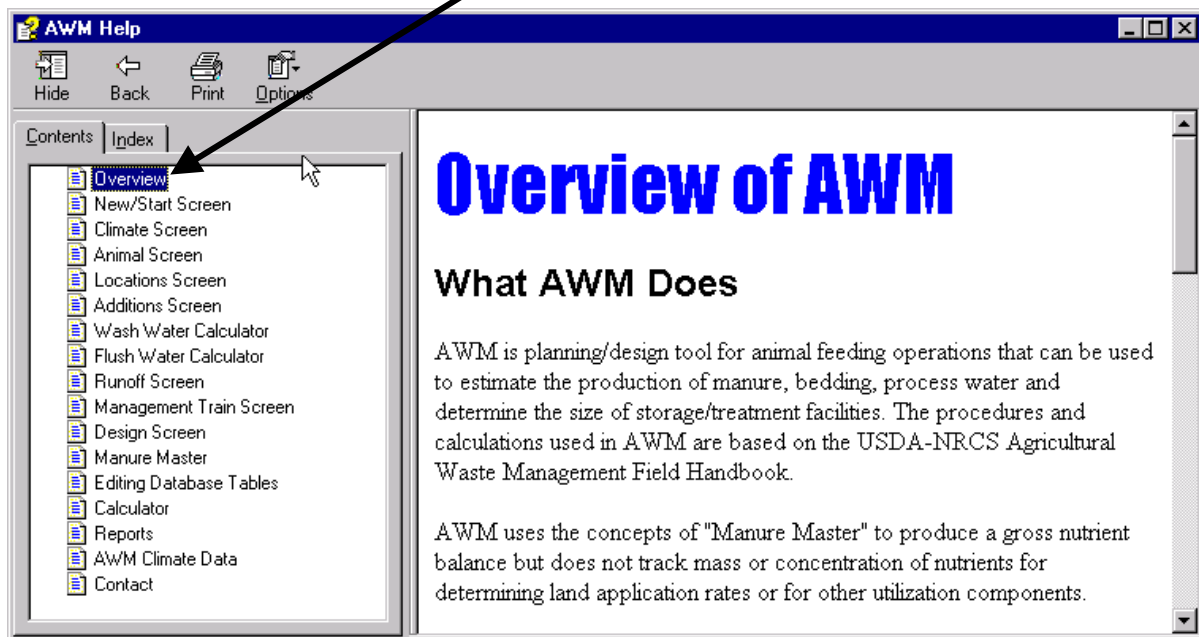 AWM Help
Hide Back Print Options
Contents Index
Overview
New/Start Screen
Climate Screen
Animal Screen
Locations Screen
Additions Screen
Wash Water Calculator
Flush Water Calculator
Runoff Screen
Management Train Screen
Design Screen
Manure Master
Editing Database Tables
Calculator
Reports
AWM Climate Data
Contact
Overview of AWM
What AWM Does
AWM is planning/design tool for animal feeding operations that can be used
to estimate the production of manure, bedding, process water and
determine the size of storage/treatment facilities. The procedures and
calculations used in AWM are based on the USDA-NRCS Agricultural
Waste Management Field Handbook.
AWM uses the concepts of "Manure Master" to produce a gross nutrient
balance but does not track mass or concentration of nutrients for
determining land application rates or for other utilization components.